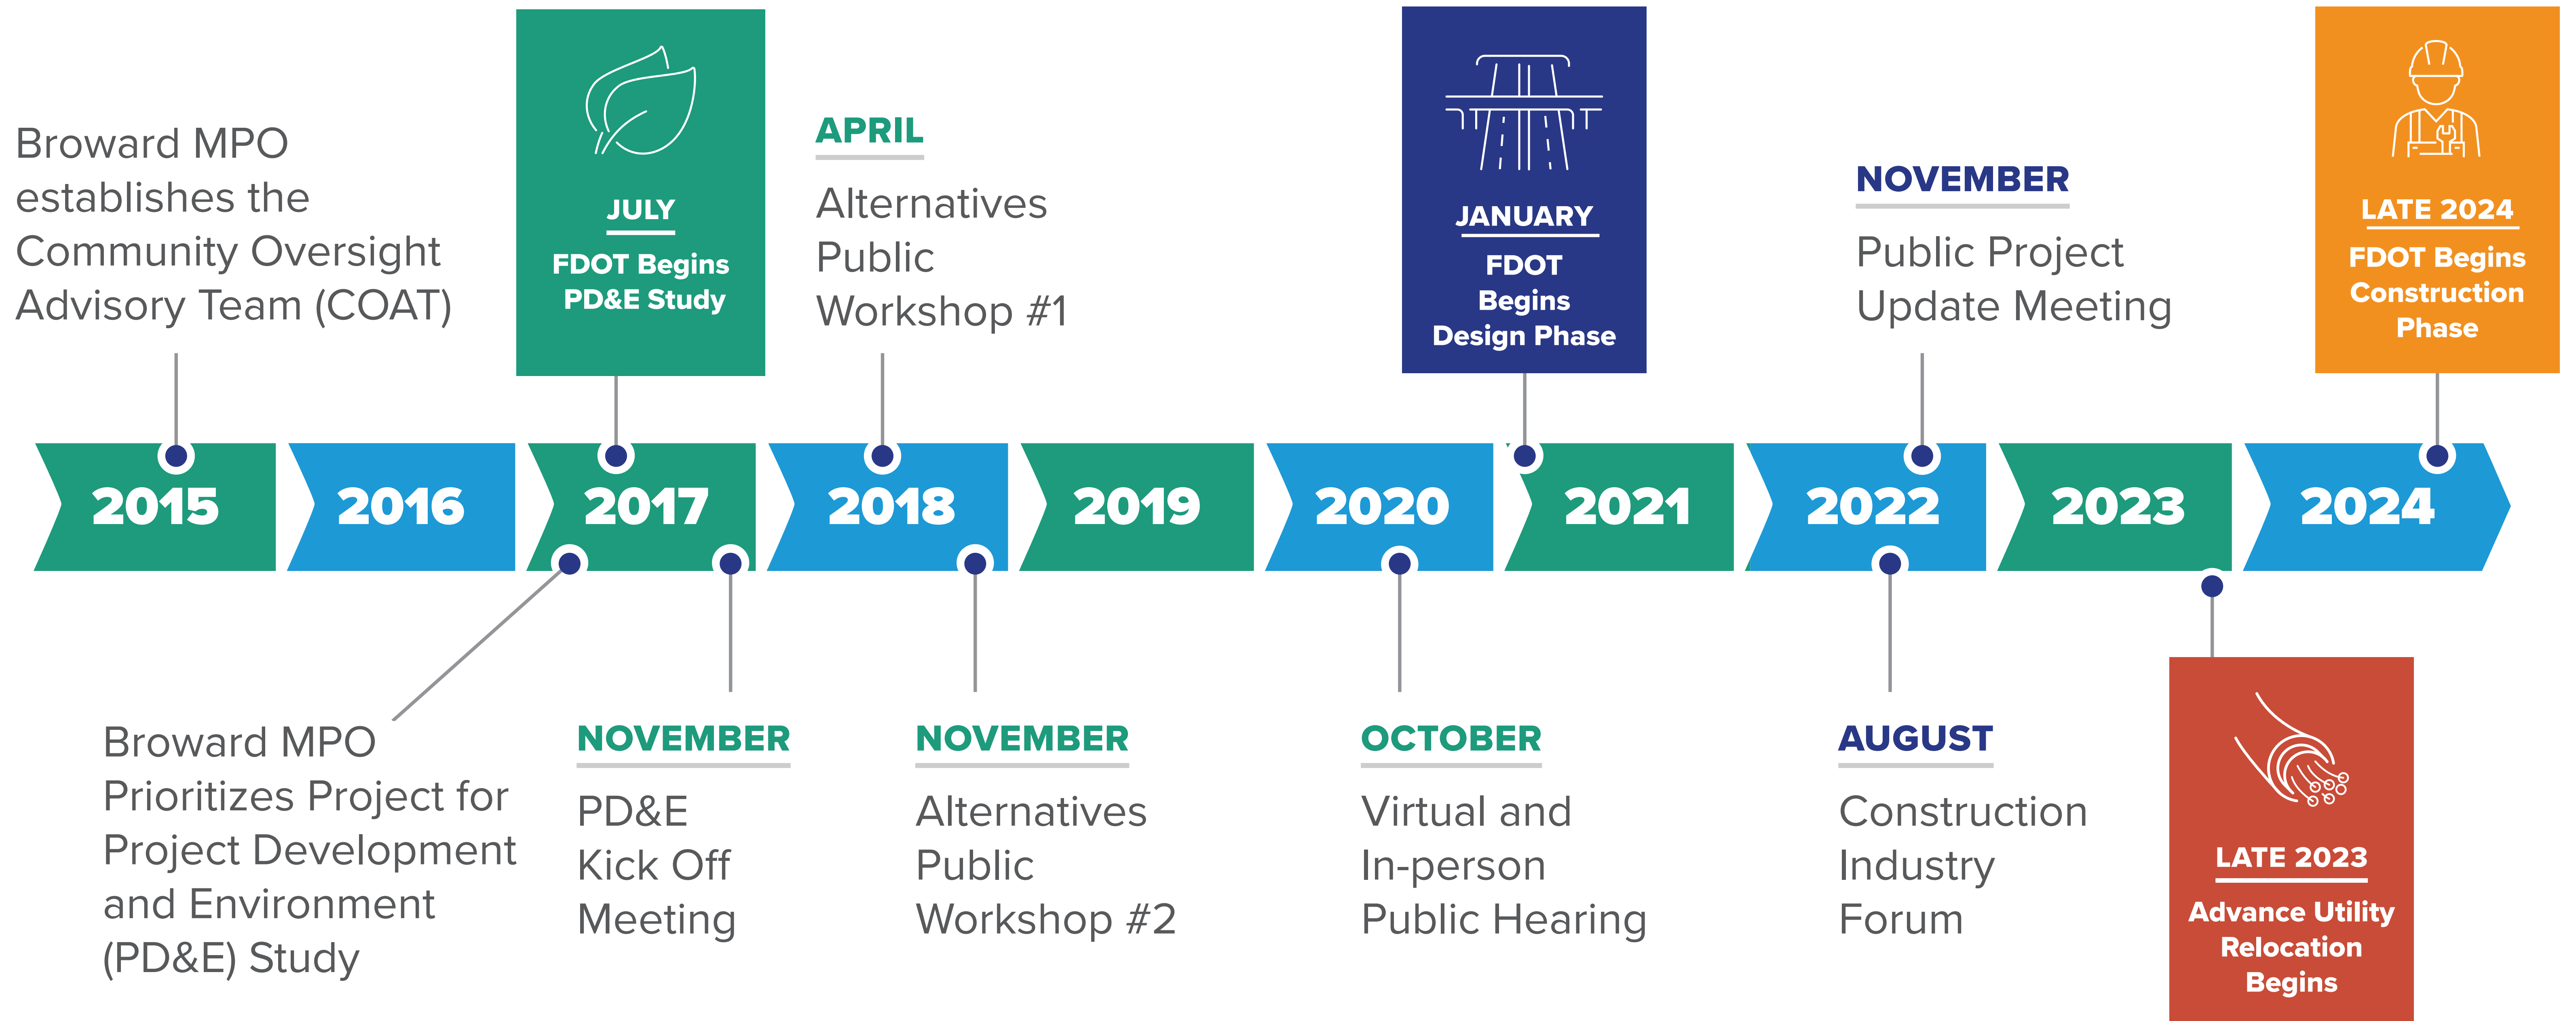 Broward MPO
establishes the
Community Oversight
Advisory Team (COAT)
JULY
FDOT Begins
PD&E Study
APRIL
Alternatives
Public
Workshop #1
JANUARY
FDOT
Begins
Design Phase
NOVEMBER
Public Project
Update Meeting
LATE 2024
FDOT Begins
Construction
Phase
2015
2016
2017
2018
2019
2020
2021
2022
2023
2024
Broward MPO
Prioritizes Project for
Project Development
and Environment
(PD&E) Study
NOVEMBER
PD&E
Kick Off
Meeting
NOVEMBER
Alternatives
Public
Workshop #2
OCTOBER
Virtual and
In-person
Public Hearing
AUGUST
Construction
Industry
Forum
LATE 2023
Advance Utility
Relocation
Begins